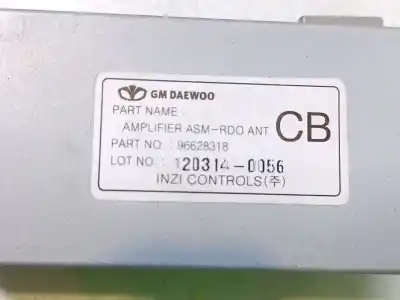 GM DAEWOO
PART NAME :
AMPLIFIER ASM-RDO ANT
CB
PART NO. : 96628318
LOT NO. : 120314-0056
INZI CONTROLS(주)